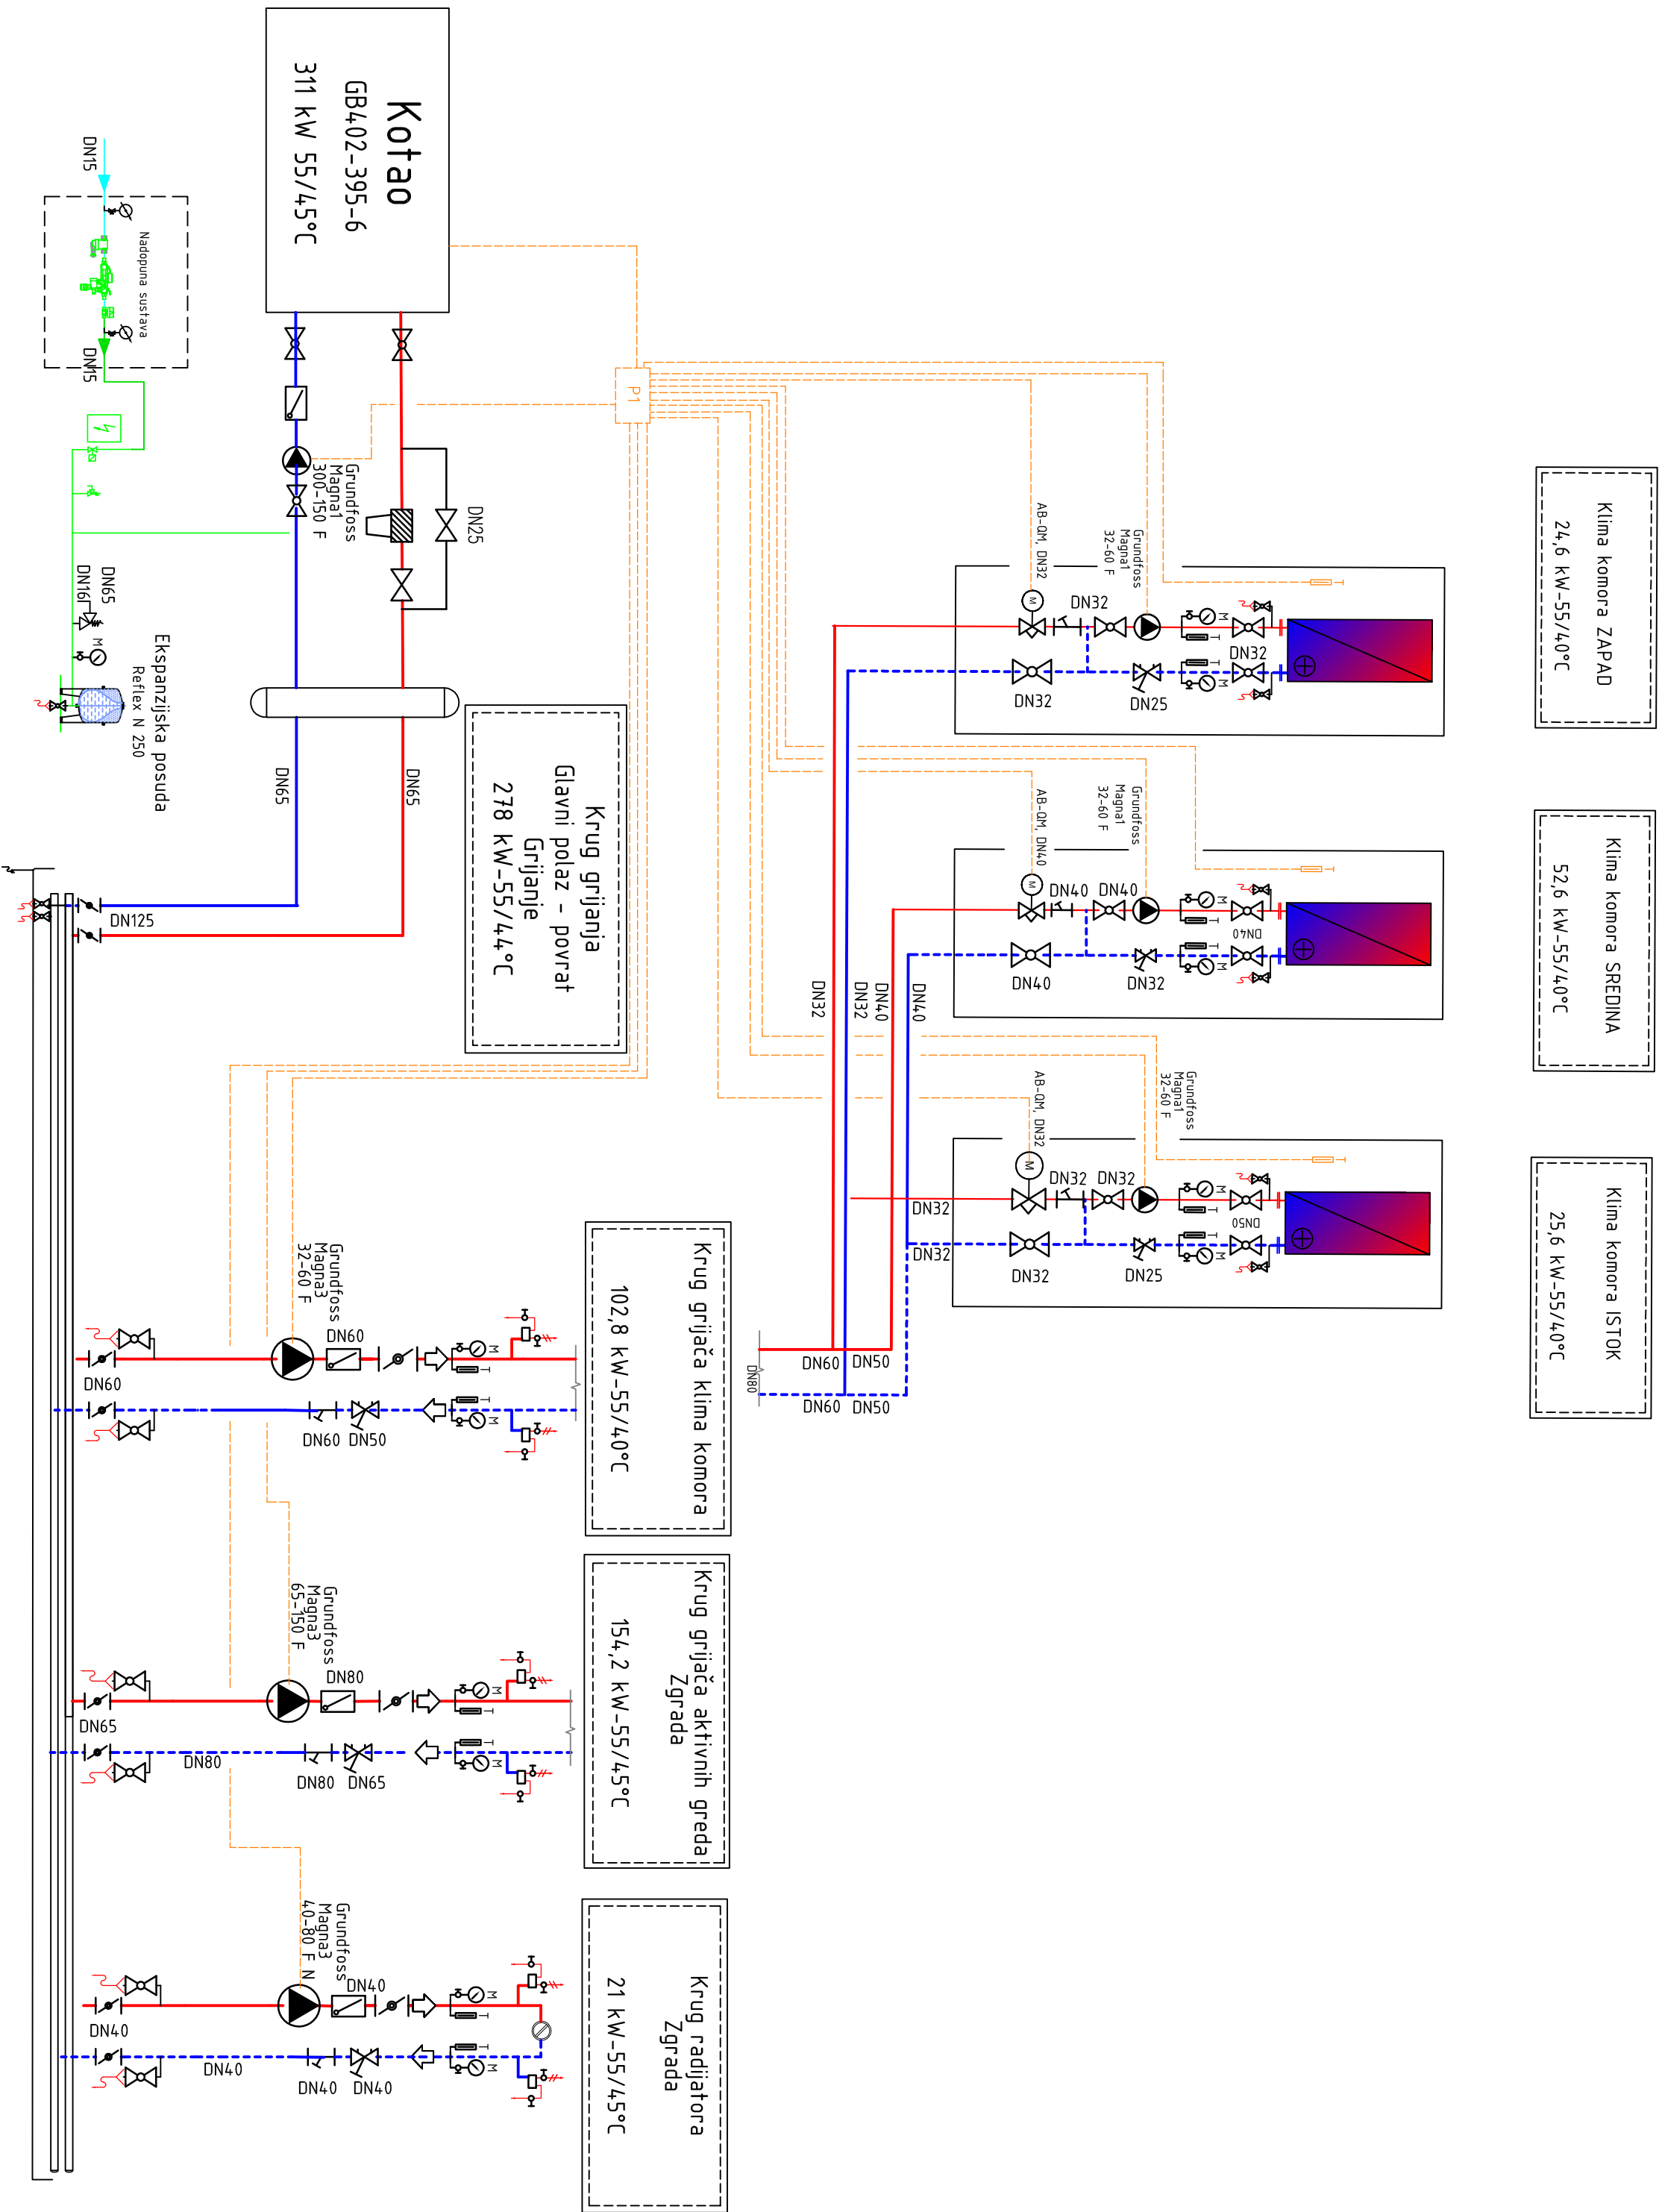 Klima komora ZAPAD
24,6 kW-55/40°C
Klima komora SREDINA
52,6 kW-55/40°C
Klima komora ISTOK
25,6 kW-55/40°C
Kotao
GB402-395-6
311 kW 55/45°C
DN15
Nadopuna sustava
DN15
P1
Grundfoss
Magna1
300-150 F
DN25
DN65
DN16
M
Ekspanzijska posuda
Reflex N 250
DN65
DN65
DN125
Krug grijanja
Glavni polaz - povrat
Grijanje
278 kW-55/44°C
AB-QM, DN32
Grundfoss
Magna1
32-60 F
M
DN32
M
T
DN32
T
M
DN32
DN25
AB-QM, DN40
Grundfoss
Magna1
32-60 F
M
DN40
DN40
M
T
DN40
T
M
DN40
DN32
AB-QM, DN32
Grundfoss
Magna1
32-60 F
M
DN32
DN32
M
T
DN50
T
M
DN32
DN25
DN32
DN32
DN40
DN40
DN32
DN32
DN60
DN50
DN60
DN50
DN80
Krug grijača klima komora
102,8 kW-55/40°C
Grundfoss
Magna3
32-60 F
DN60
M
T
T
M
DN60
DN60
DN50
Krug grijača aktivnih greda
Zgrada
154,2 kW-55/45°C
Grundfoss
Magna3
65-150 F
DN80
M
T
T
M
DN65
DN80
DN80
DN65
Krug radijatora
Zgrada
21 kW-55/45°C
Grundfoss
Magna3
40-80 F N
DN40
M
T
T
M
DN40
DN40
DN40
DN40